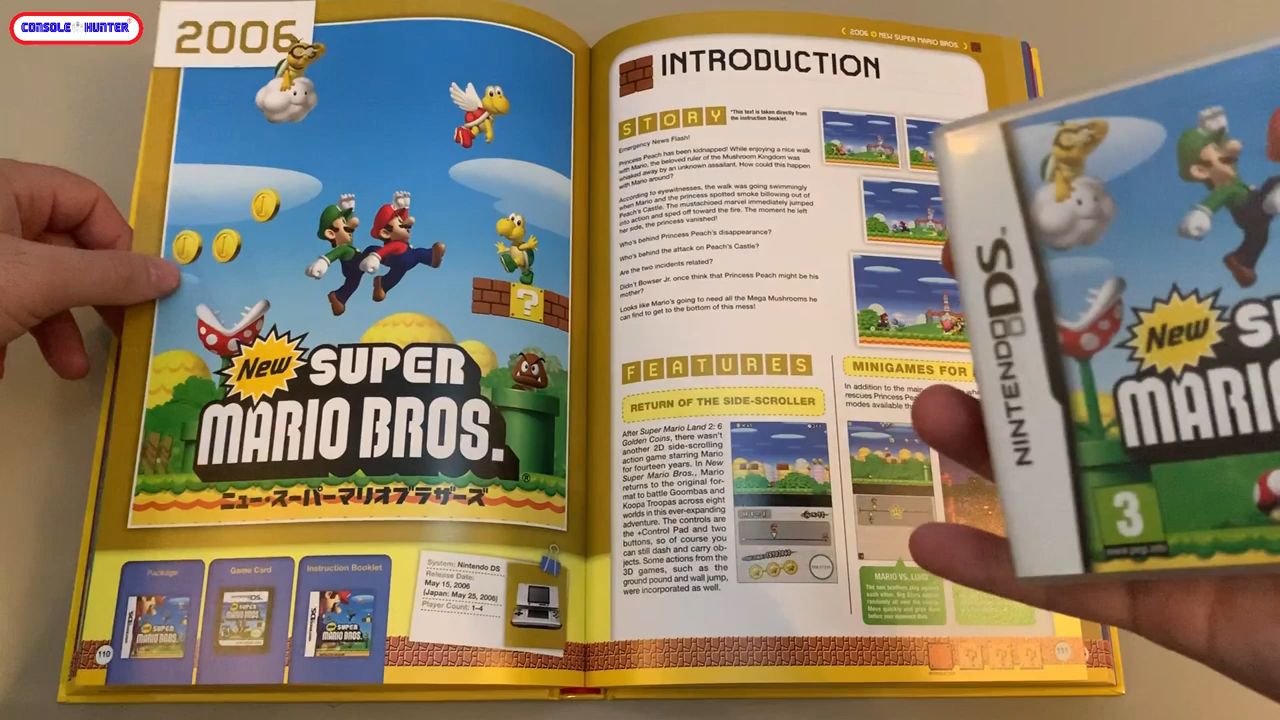 CONSOLE HUNTER
2006
New SUPER
MARIO BROS.
ニュー・スーパーマリオブラザーズ
Package
Game Card
Instruction Booklet
System: Nintendo DS
Release Date:
May 15, 2006
(Japan: May 25, 2006)
Player Count: 1–4
110
2006 NEW SUPER MARIO BROS.
INTRODUCTION
STORY
*This text is taken directly from
the instruction booklet.
Emergency News Flash!
Princess Peach has been kidnapped! While enjoying a nice walk
with Mario, the beloved ruler of the Mushroom Kingdom was
whisked away by an unknown assailant. How could this happen
with Mario around?
According to eyewitnesses, the walk was going swimmingly
when Mario and the princess spotted smoke billowing out of
Peach's Castle. The mustachioed marvel immediately jumped
into action and sped off toward the fire. The moment he left
her side, the princess vanished!
Who's behind Princess Peach's disappearance?
Who's behind the attack on Peach's Castle?
Are the two incidents related?
Didn't Bowser Jr. once think that Princess Peach might be his
mother?
Looks like Mario's going to need all the Mega Mushrooms he
can find to get to the bottom of this mess!
FEATURES
RETURN OF THE SIDE-SCROLLER
After Super Mario Land 2: 6
Golden Coins, there wasn't
another 2D side-scrolling
action game starring Mario
for fourteen years. In New
Super Mario Bros., Mario
returns to the original for-
mat to battle Goombas and
Koopa Troopas across eight
worlds in this ever-expanding
adventure. The controls are
the +Control Pad and two
buttons, so of course you
can still dash and carry ob-
jects. Some actions from the
3D games, such as the
ground pound and wall jump,
were incorporated as well.
MINIGAMES FOR
In addition to the main
rescues Princess Pea
modes available th
MARIO VS. LUIGI
111
NINTENDO DS
New S
MARIO
3